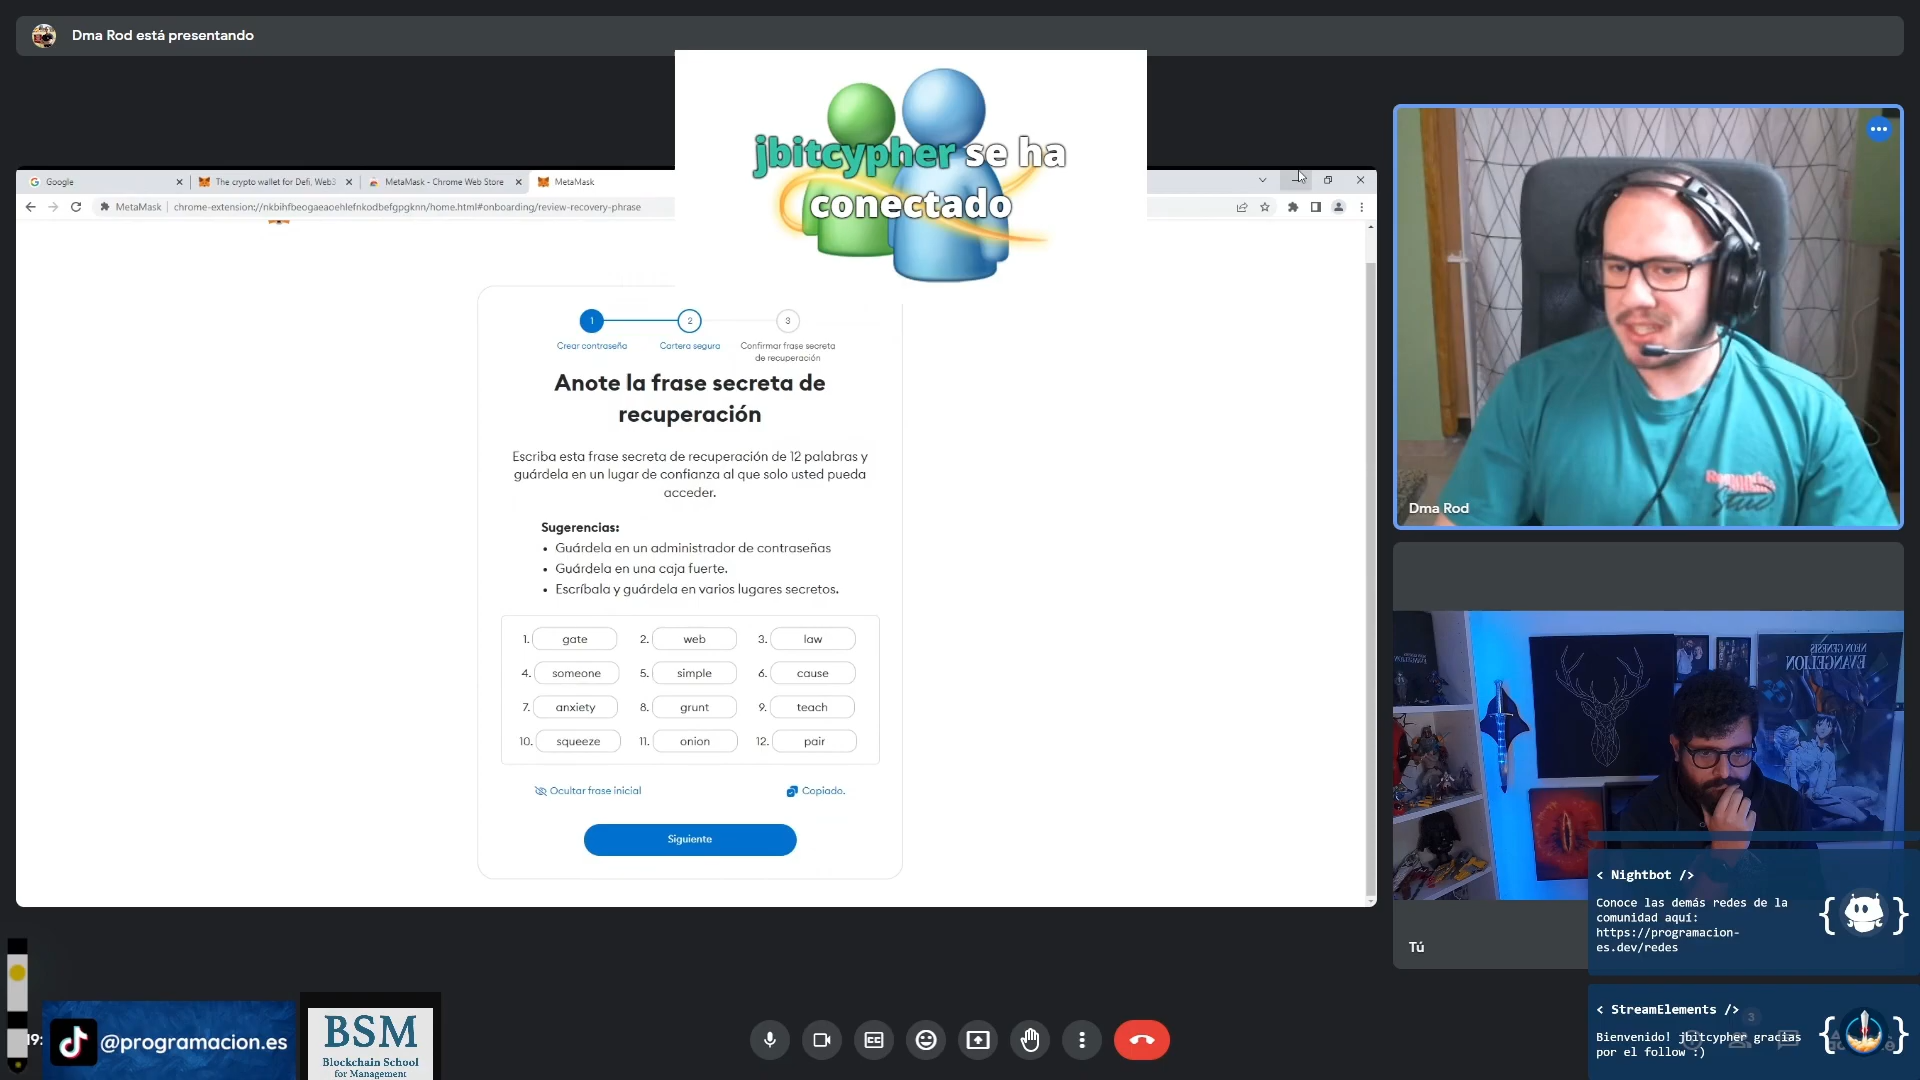 Dma Rod está presentando
jbitcypher se ha
conectado
Google
The crypto wallet for Defi, Web3
MetaMask - Chrome Web Store
MetaMask
MetaMask
chrome-extension://nkbihfbeogaeaoehlefnkodbefgpgknn/home.html#onboarding/review-recovery-phrase
1
2
3
Crear contraseña
Cartera segura
Confirmar frase secreta
de recuperación
Anote la frase secreta de
recuperación
Escriba esta frase secreta de recuperación de 12 palabras y
guárdela en un lugar de confianza al que solo usted pueda
acceder.
Sugerencias:
• Guárdela en un administrador de contraseñas
• Guárdela en una caja fuerte.
• Escríbala y guárdela en varios lugares secretos.
1. gate 2. web 3. law
4. someone 5. simple 6. cause
7. anxiety 8. grunt 9. teach
10. squeeze 11. onion 12. pair
Ocultar frase inicial
Copiado.
Siguiente
Dma Rod
NEON GENESIS
EVANGELION
Tú
< Nightbot />
Conoce las demás redes de la
comunidad aquí:
https://programacion-
es.dev/redes
< StreamElements />
Bienvenido! jbitcypher gracias
por el follow :)
3
19:
@programacion.es
BSM
Blockchain School
for Management